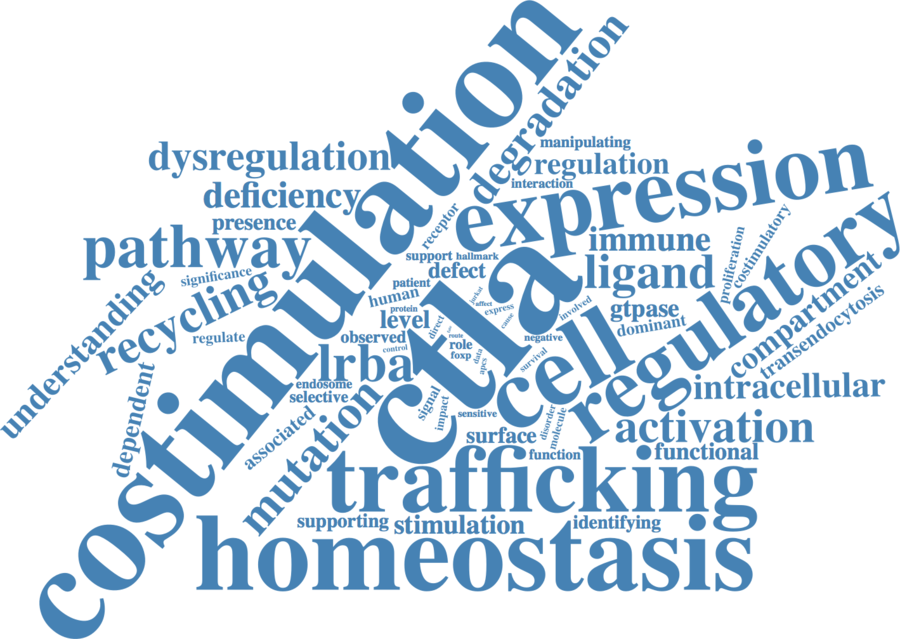 costimulation
degradation
manipulating
dysregulation
regulation
expression
interaction
deficiency
presence
receptor
pathway
immune
proliferation
costimulatory
regulatory
support
hallmark
defect
ligand
significance
understanding
recycling
patient
human
jurkat
affect
express
involved
gtpase
compartment
protein
level
direct
cause
dominant
transendocytosis
ctla
regulate
observed
route
negative
control
role
foxp
data
apcs
survival
cell
lrba
endosome
selective
dependent
signal
impact
intracellular
associated
mutation
sensitive
disorder
molecule
surface
activation
function
functional
trafficking
supporting
stimulation
identifying
homeostasis